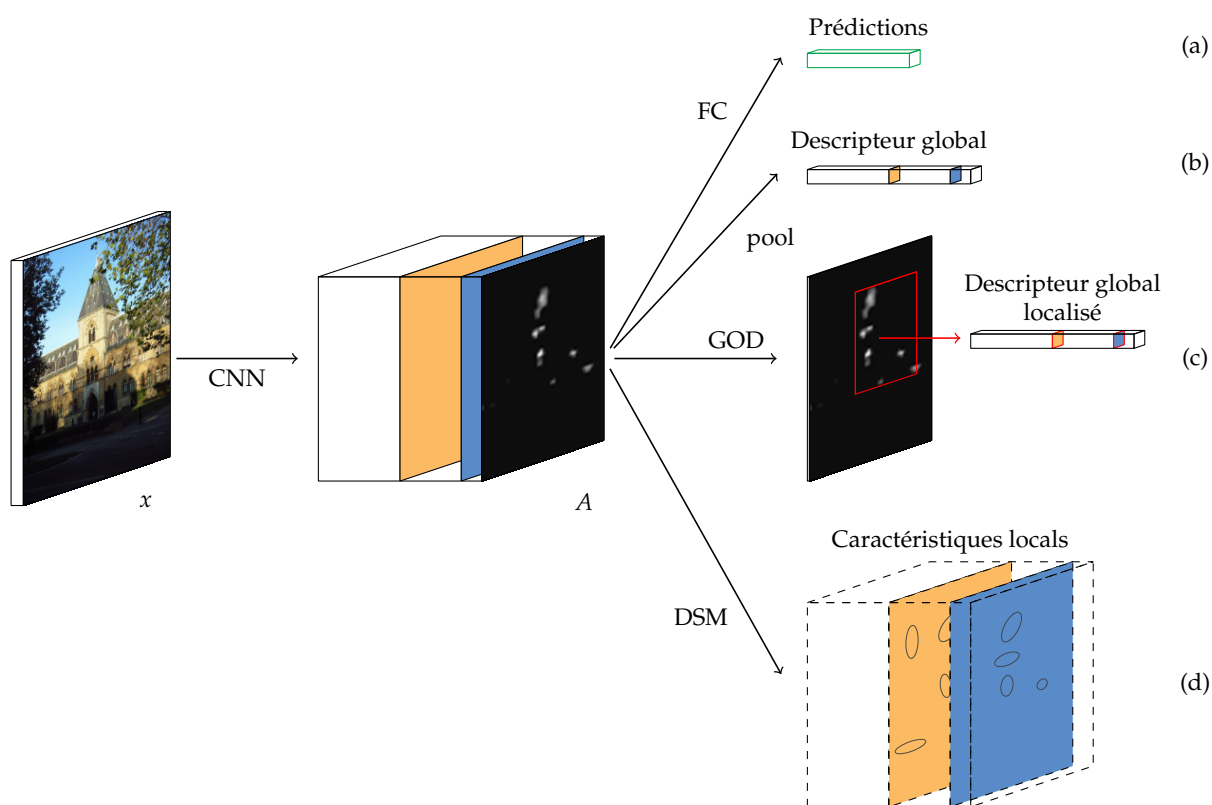 Prédictions
(a)
FC
Descripteur global
(b)
pool
Descripteur global
localisé
GOD
(c)
CNN
x
A
Caractéristiques locals
DSM
(d)